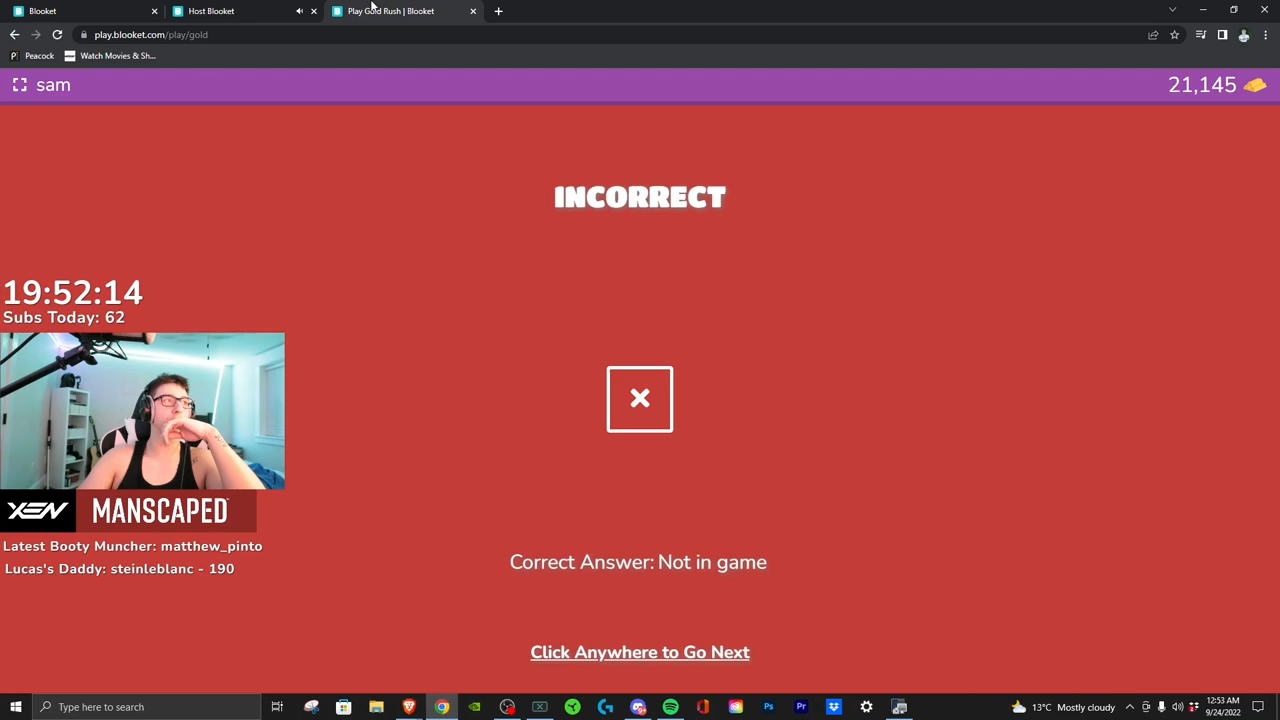 Blooket
Host Blooket
Play Gold Rush | Blooket
play.blooket.com/play/gold
Peacock
Watch Movies & Sh...
sam
21,145
INCORRECT
19:52:14
Subs Today: 62
XEN
MANSCAPED
Latest Booty Muncher: matthew_pinto
Lucas's Daddy: steinleblanc - 190
Correct Answer: Not in game
Click Anywhere to Go Next
Type here to search
Ps
Pr
13°C Mostly cloudy
12:53 AM
9/24/2022